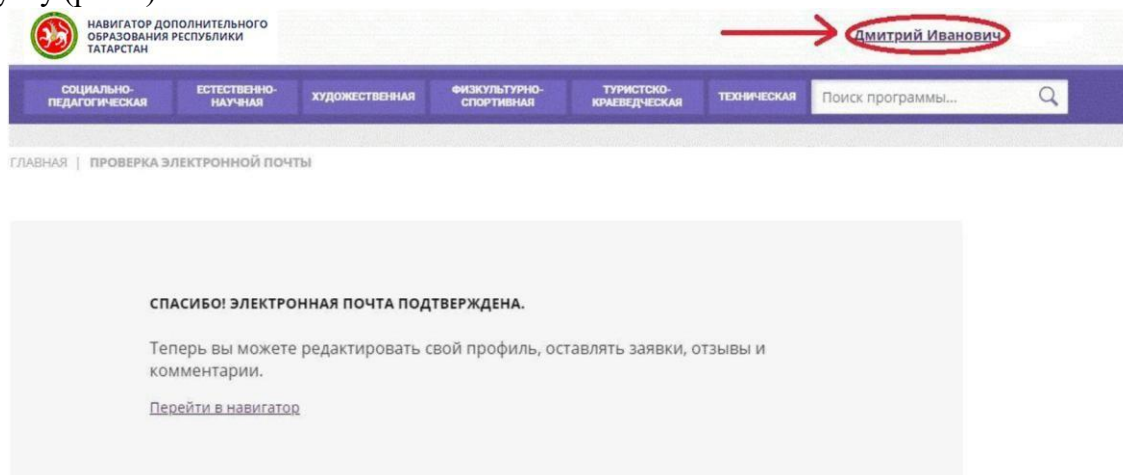 НАВИГАТОР ДОПОЛНИТЕЛЬНОГО
ОБРАЗОВАНИЯ РЕСПУБЛИКИ
ТАТАРСТАН
Дмитрий Иванович
СОЦИАЛЬНО-
ПЕДАГОГИЧЕСКАЯ
ЕСТЕСТВЕННО-
НАУЧНАЯ
ХУДОЖЕСТВЕННАЯ
ФИЗКУЛЬТУРНО-
СПОРТИВНАЯ
ТУРИСТСКО-
КРАЕВЕДЧЕСКАЯ
ТЕХНИЧЕСКАЯ
Поиск программы...
ГЛАВНАЯ | ПРОВЕРКА ЭЛЕКТРОННОЙ ПОЧТЫ
СПАСИБО! ЭЛЕКТРОННАЯ ПОЧТА ПОДТВЕРЖДЕНА.
Теперь вы можете редактировать свой профиль, оставлять заявки, отзывы и
комментарии.
Перейти в навигатор